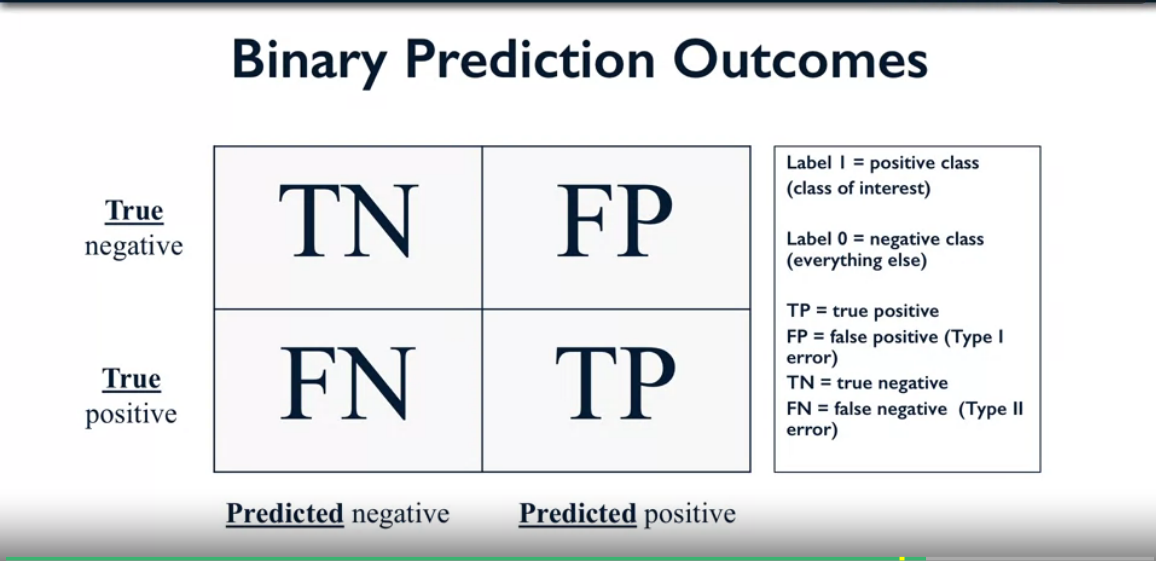 Binary Prediction Outcomes
True
negative
TN
FP
True
positive
FN
TP
Predicted negative
Predicted positive
Label 1 = positive class
(class of interest)
Label 0 = negative class
(everything else)
TP = true positive
FP = false positive (Type I
error)
TN = true negative
FN = false negative (Type II
error)